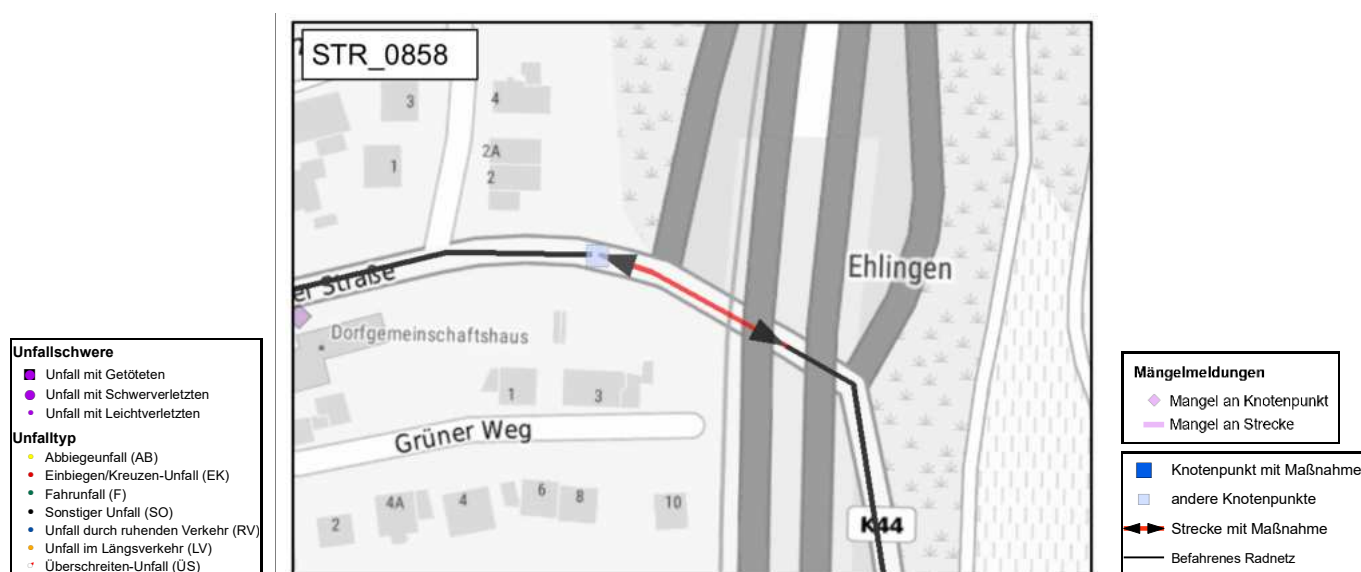 STR_0858
3
4
2A
1
2
Ehlingen
er Straße
Dorfgemeinschaftshaus
1
3
Grüner Weg
4A
4
6
8
10
2
K44
Unfallschwere
Unfall mit Getöteten
Unfall mit Schwerverletzten
Unfall mit Leichtverletzten
Unfalltyp
Abbiegeunfall (AB)
Einbiegen/Kreuzen-Unfall (EK)
Fahrunfall (F)
Sonstiger Unfall (SO)
Unfall durch ruhenden Verkehr (RV)
Unfall im Längsverkehr (LV)
Überschreiten-Unfall (ÜS)
Mängelmeldungen
Mangel an Knotenpunkt
Mangel an Strecke
Knotenpunkt mit Maßnahme
andere Knotenpunkte
Strecke mit Maßnahme
Befahrenes Radnetz